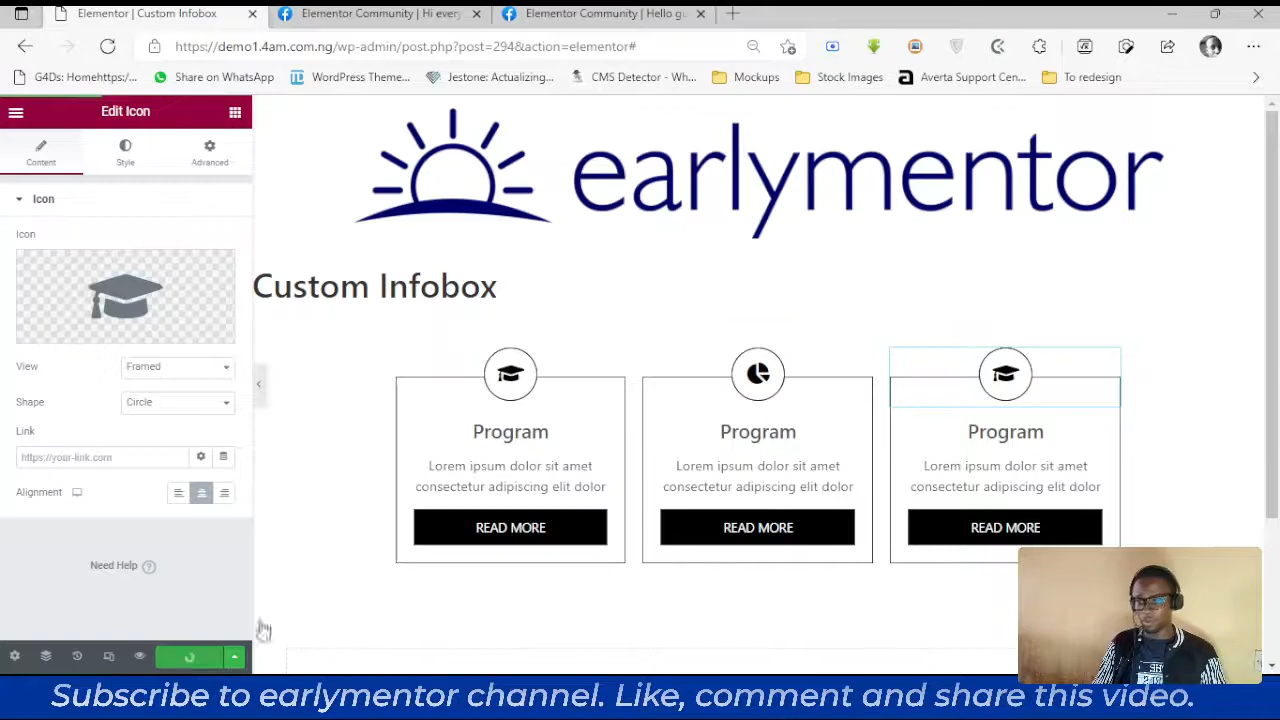 Elementor | Custom Infobox
Elementor Community | Hi every
Elementor Community | Hello gu
https://demo1.4am.com.ng/wp-admin/post.php?post=294&action=elementor#
G4Ds: Homehttps:/...
Share on WhatsApp
WordPress Theme...
Jestone: Actualizing...
CMS Detector - Wh...
Mockups
Stock Images
Averta Support Cen...
To redesign
Edit Icon
Content
Style
Advanced
Icon
Icon
View
Framed
Shape
Circle
Link
https://your-link.com
Alignment
Need Help
earlymentor
Custom Infobox
Program
Lorem ipsum dolor sit amet
consectetur adipiscing elit dolor
READ MORE
Program
Lorem ipsum dolor sit amet
consectetur adipiscing elit dolor
READ MORE
Program
Lorem ipsum dolor sit amet
consectetur adipiscing elit dolor
READ MORE
Subscribe to earlymentor channel. Like, comment and share this video.